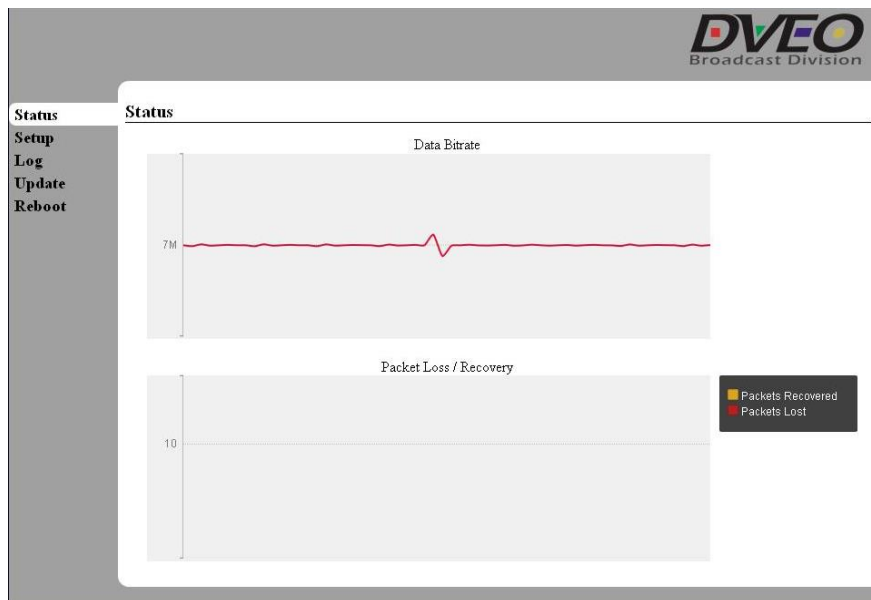 DVEO
Broadcast Division
Status
Setup
Log
Update
Reboot
Status
Data Bitrate
7M
Packet Loss / Recovery
10
Packets Recovered
Packets Lost